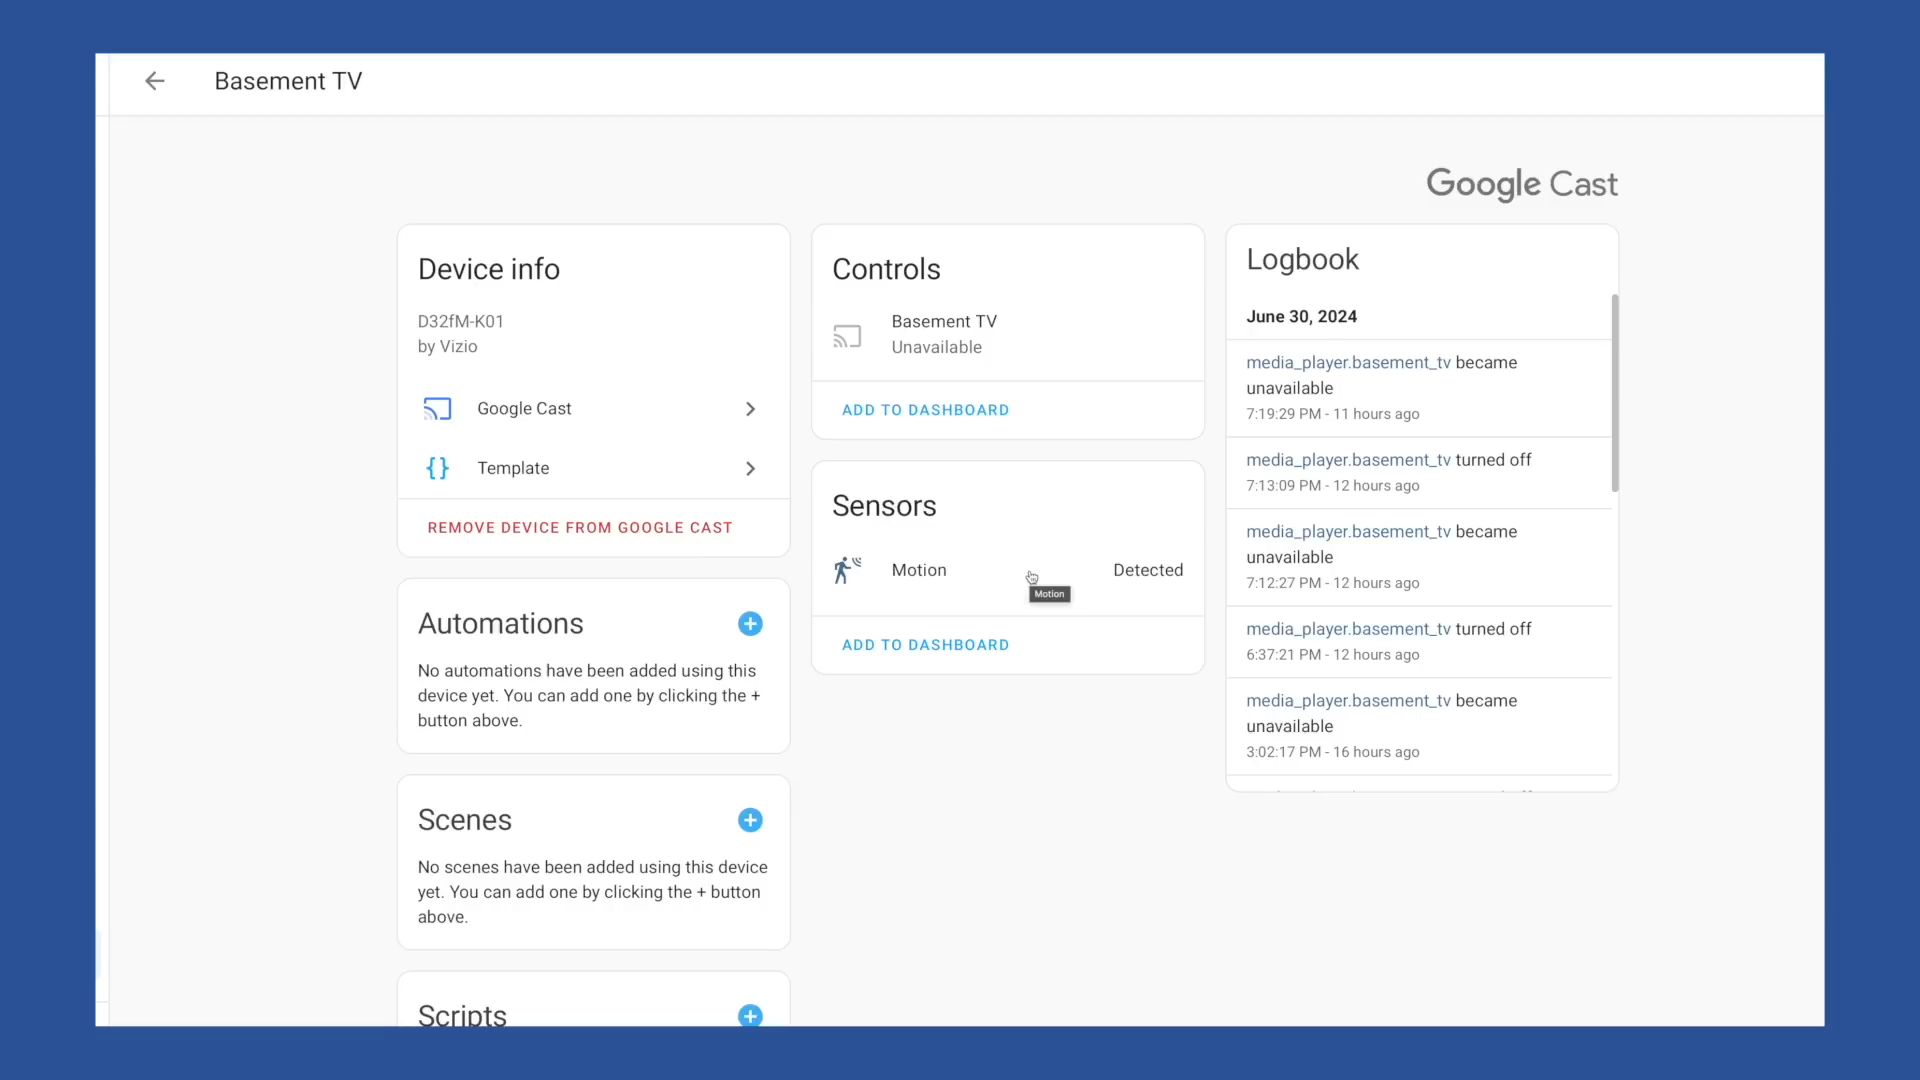 Basement TV
Google Cast
Device info
D32fM-K01
by Vizio
Google Cast
Template
REMOVE DEVICE FROM GOOGLE CAST
Automations
No automations have been added using this
device yet. You can add one by clicking the +
button above.
Scenes
No scenes have been added using this device
yet. You can add one by clicking the + button
above.
Scripts
Controls
Basement TV
Unavailable
ADD TO DASHBOARD
Sensors
Motion
Detected
Motion
ADD TO DASHBOARD
Logbook
June 30, 2024
media_player.basement_tv became
unavailable
7:19:29 PM - 11 hours ago
media_player.basement_tv turned off
7:13:09 PM - 12 hours ago
media_player.basement_tv became
unavailable
7:12:27 PM - 12 hours ago
media_player.basement_tv turned off
6:37:21 PM - 12 hours ago
media_player.basement_tv became
unavailable
3:02:17 PM - 16 hours ago